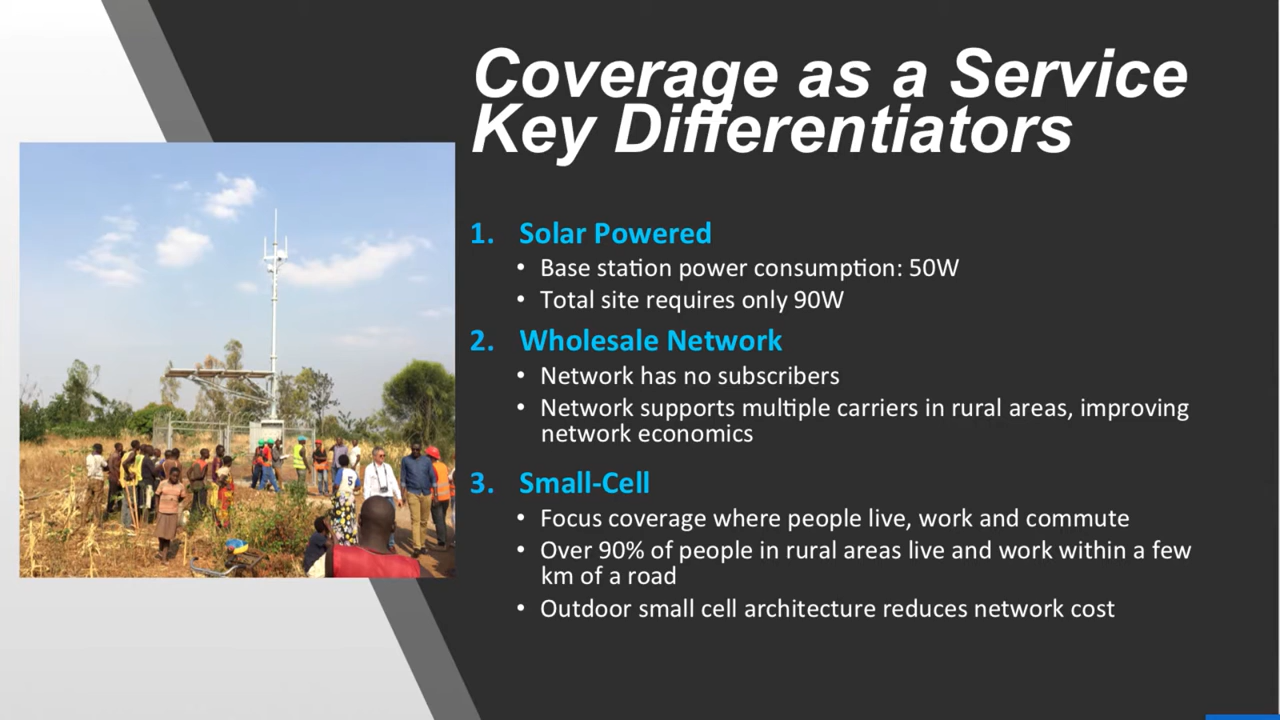 Coverage as a Service
Key Differentiators
1. Solar Powered
• Base station power consumption: 50W
• Total site requires only 90W
2. Wholesale Network
• Network has no subscribers
• Network supports multiple carriers in rural areas, improving
network economics
3. Small-Cell
• Focus coverage where people live, work and commute
• Over 90% of people in rural areas live and work within a few
km of a road
• Outdoor small cell architecture reduces network cost
5